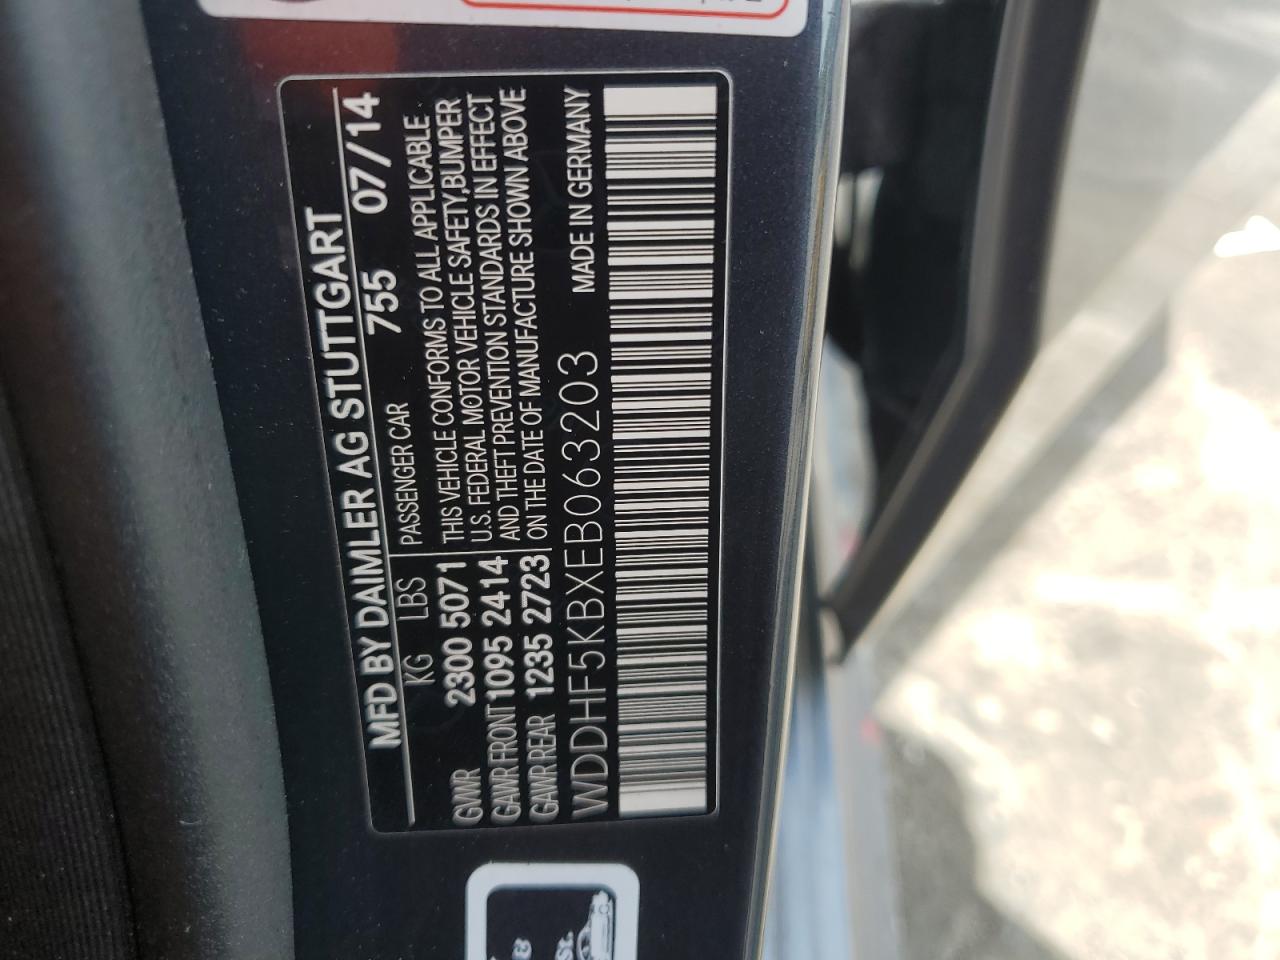 MFD BY DAIMLER AG STUTTGART
755 07/14
KG LBS PASSENGER CAR
GVWR 2300 5071
GAWR FRONT 1095 2414
GAWR REAR 1235 2723
THIS VEHICLE CONFORMS TO ALL APPLICABLE
U.S. FEDERAL MOTOR VEHICLE SAFETY,BUMPER
AND THEFT PREVENTION STANDARDS IN EFFECT
ON THE DATE OF MANUFACTURE SHOWN ABOVE
WDDHF5KBXEB063203 MADE IN GERMANY